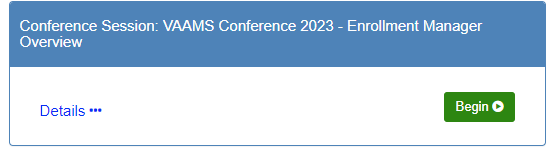 Conference Session: VAAMS Conference 2023 - Enrollment Manager
Overview
Details •••
Begin